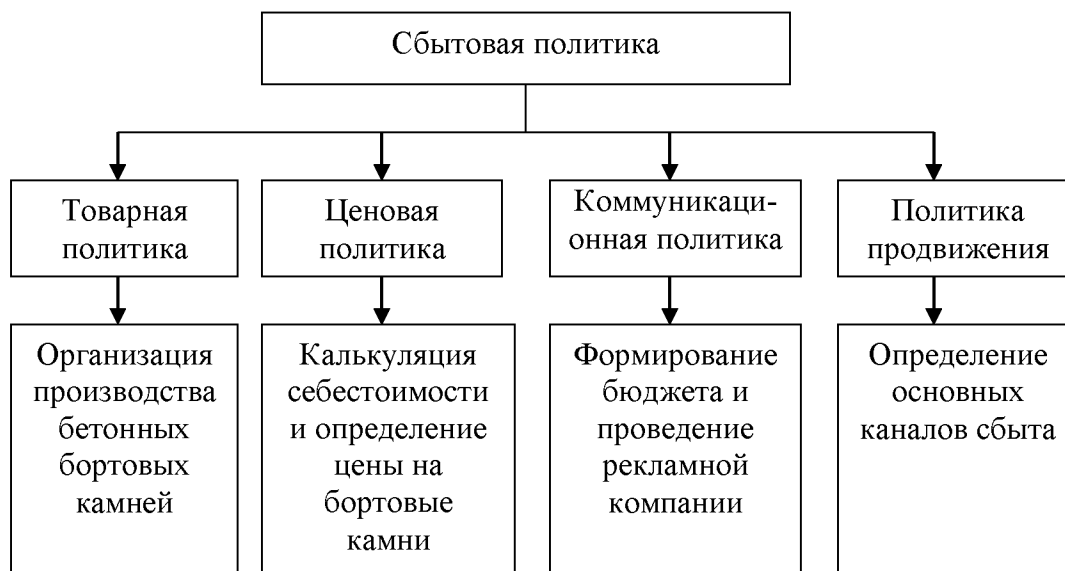 Сбытовая политика
Товарная
политика
Ценовая
политика
Коммуникаци-
онная политика
Политика
продвижения
Организация
производства
бетонных
бортовых
камней
Калькуляция
себестоимости
и определение
цены на
бортовые
камни
Формирование
бюджета и
проведение
рекламной
компании
Определение
основных
каналов сбыта